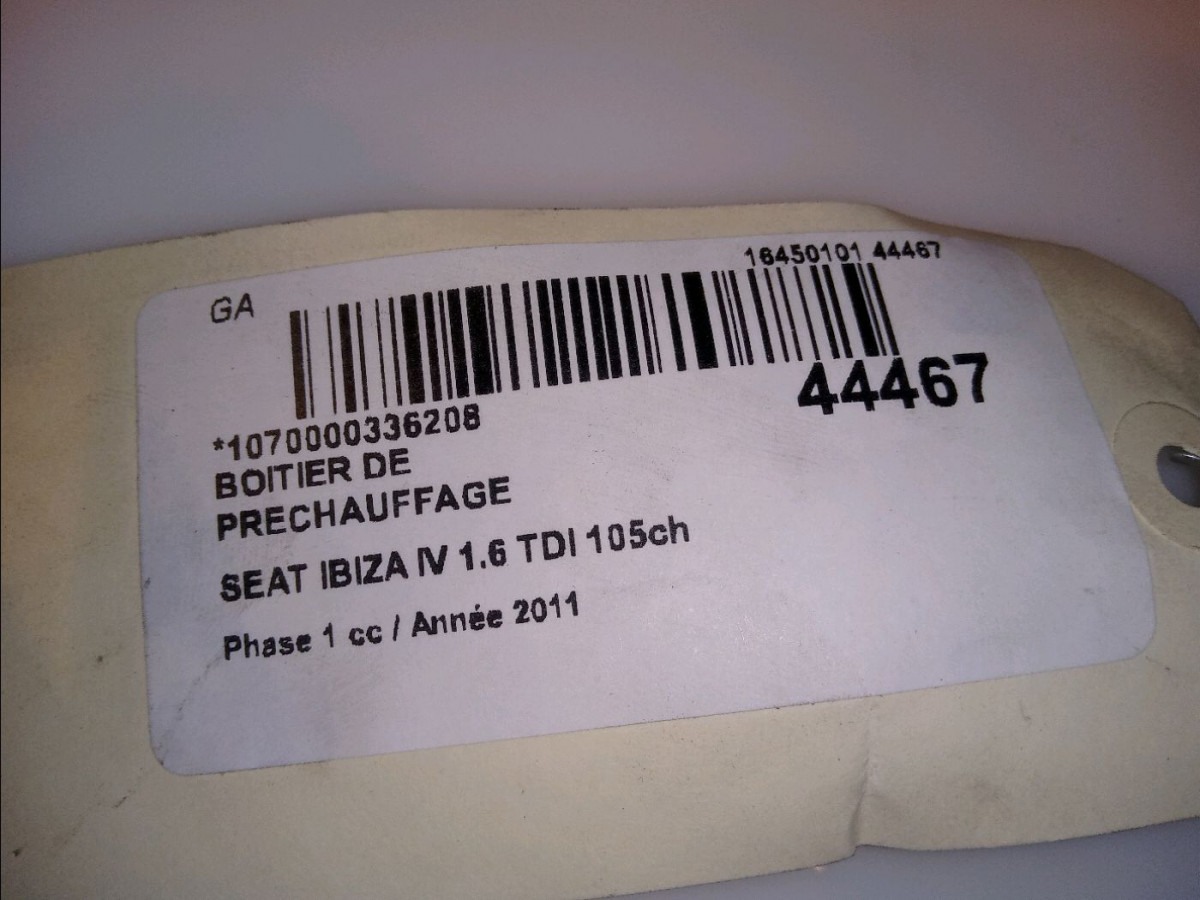 GA
16450101 44467
44467
*1070000336208
BOITIER DE
PRECHAUFFAGE
SEAT IBIZA IV 1.6 TDI 105ch
Phase 1 cc / Année 2011